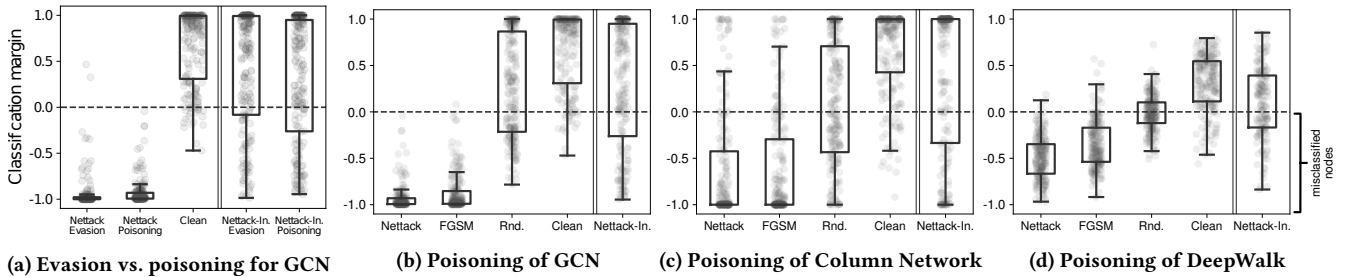 Classification margin
1.0
0.5
0.0
-0.5
-1.0
Nettack Evasion
Nettack Poisoning
Clean
Nettack-In. Evasion
Nettack-In. Poisoning
(a) Evasion vs. poisoning for GCN
1.0
0.5
0.0
-0.5
-1.0
Nettack
FGSM
Rnd.
Clean
Nettack-In.
(b) Poisoning of GCN
1.0
0.5
0.0
-0.5
-1.0
Nettack
FGSM
Rnd.
Clean
Nettack-In.
(c) Poisoning of Column Network
1.0
0.5
0.0
-0.5
-1.0
Nettack
FGSM
Rnd.
Clean
Nettack-In.
misclassified
nodes
(d) Poisoning of DeepWalk